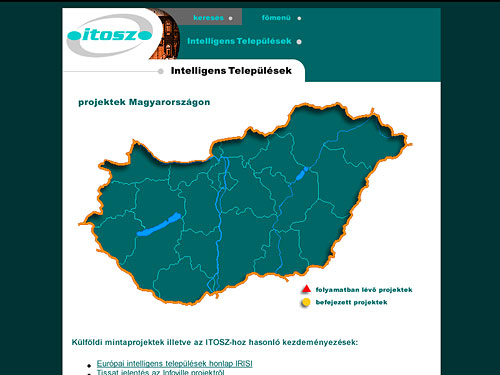 itosz
keresés
főmenü
Intelligens Települések
Intelligens Települések
projektek Magyarországon
folyamatban lévő projektek
befejezett projektek
Külföldi mintaprojektek illetve az ITOSZ-hoz hasonló kezdeményezések:
Európai intelligens települések honlap IRISI
Tissat jelentés az Infoville projektről